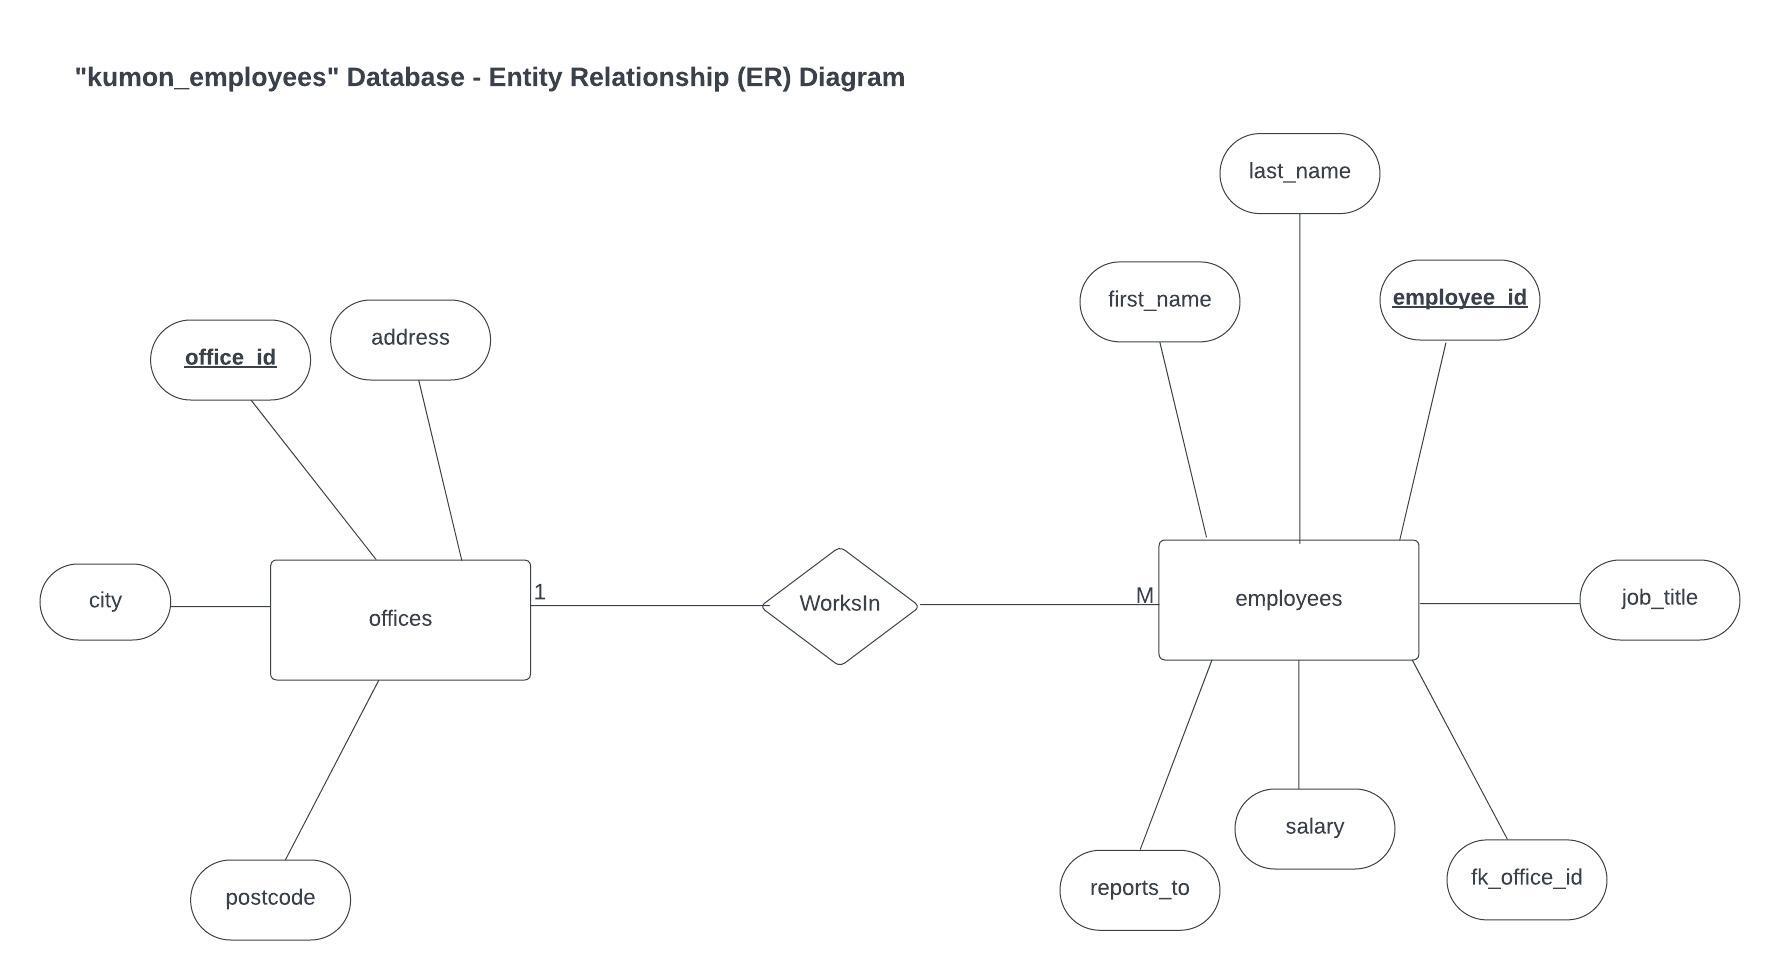 "kumon_employees" Database - Entity Relationship (ER) Diagram
last_name
first_name
employee_id
office_id
address
city
offices
1
WorksIn
M
employees
job_title
postcode
reports_to
salary
fk_office_id